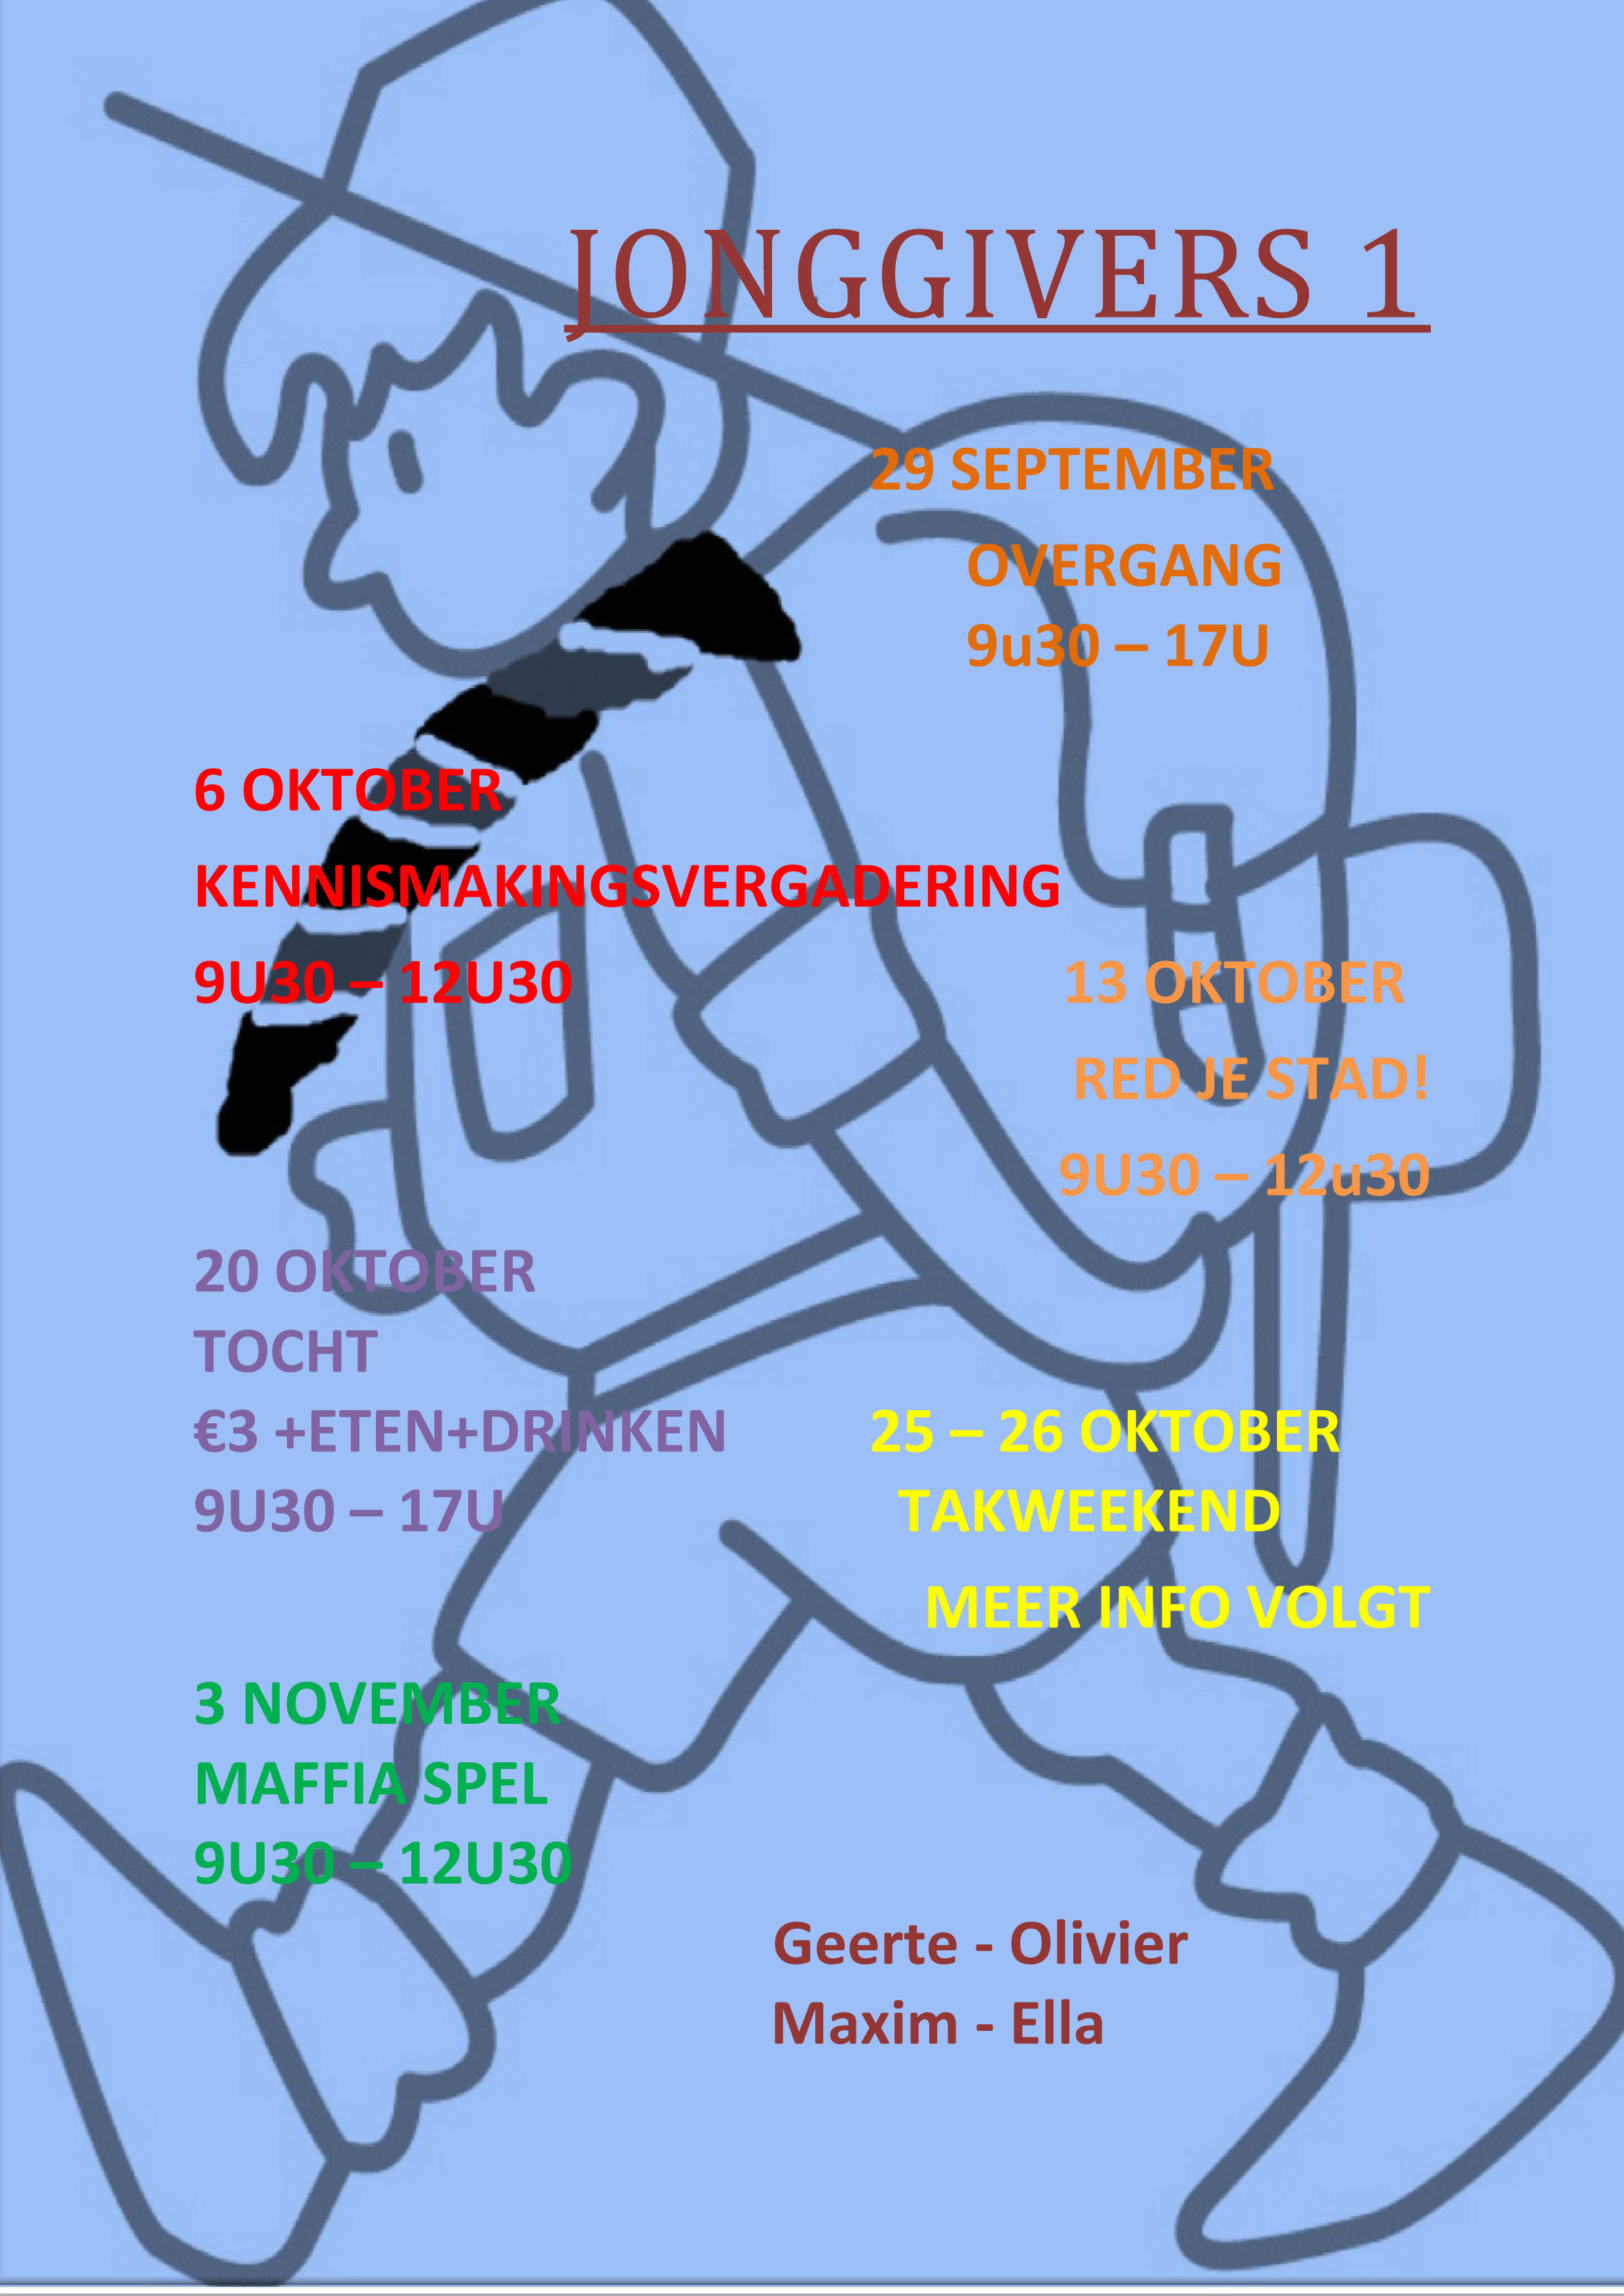 JONGGIVERS 1
29 SEPTEMBER
OVERGANG
9u30 – 17U
6 OKTOBER
KENNISMAKINGSVERGADERING
9U30 – 12U30
13 OKTOBER
RED JE STAD!
9U30 – 12u30
20 OKTOBER
TOCHT
€3 +ETEN+DRINKEN
9U30 – 17U
25 – 26 OKTOBER
TAKWEEKEND
MEER INFO VOLGT
3 NOVEMBER
MAFFIA SPEL
9U30 – 12U30
Geerte - Olivier
Maxim - Ella